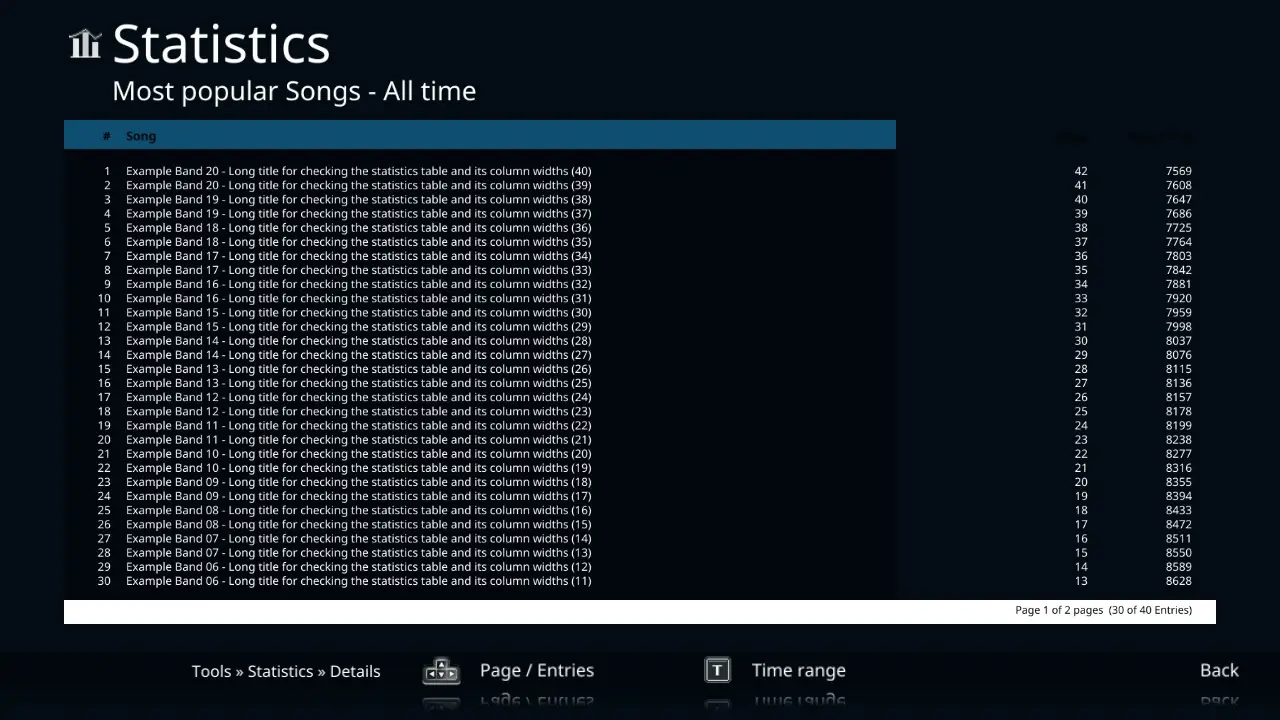 Statistics
Most popular Songs - All time
# Song
1 Example Band 20 - Long title for checking the statistics table and its column widths (40) 42 7569
2 Example Band 20 - Long title for checking the statistics table and its column widths (39) 41 7608
3 Example Band 19 - Long title for checking the statistics table and its column widths (38) 40 7647
4 Example Band 19 - Long title for checking the statistics table and its column widths (37) 39 7686
5 Example Band 18 - Long title for checking the statistics table and its column widths (36) 38 7725
6 Example Band 18 - Long title for checking the statistics table and its column widths (35) 37 7764
7 Example Band 17 - Long title for checking the statistics table and its column widths (34) 36 7803
8 Example Band 17 - Long title for checking the statistics table and its column widths (33) 35 7842
9 Example Band 16 - Long title for checking the statistics table and its column widths (32) 34 7881
10 Example Band 16 - Long title for checking the statistics table and its column widths (31) 33 7920
11 Example Band 15 - Long title for checking the statistics table and its column widths (30) 32 7959
12 Example Band 15 - Long title for checking the statistics table and its column widths (29) 31 7998
13 Example Band 14 - Long title for checking the statistics table and its column widths (28) 30 8037
14 Example Band 14 - Long title for checking the statistics table and its column widths (27) 29 8076
15 Example Band 13 - Long title for checking the statistics table and its column widths (26) 28 8115
16 Example Band 13 - Long title for checking the statistics table and its column widths (25) 27 8136
17 Example Band 12 - Long title for checking the statistics table and its column widths (24) 26 8157
18 Example Band 12 - Long title for checking the statistics table and its column widths (23) 25 8178
19 Example Band 11 - Long title for checking the statistics table and its column widths (22) 24 8199
20 Example Band 11 - Long title for checking the statistics table and its column widths (21) 23 8238
21 Example Band 10 - Long title for checking the statistics table and its column widths (20) 22 8277
22 Example Band 10 - Long title for checking the statistics table and its column widths (19) 21 8316
23 Example Band 09 - Long title for checking the statistics table and its column widths (18) 20 8355
24 Example Band 09 - Long title for checking the statistics table and its column widths (17) 19 8394
25 Example Band 08 - Long title for checking the statistics table and its column widths (16) 18 8433
26 Example Band 08 - Long title for checking the statistics table and its column widths (15) 17 8472
27 Example Band 07 - Long title for checking the statistics table and its column widths (14) 16 8511
28 Example Band 07 - Long title for checking the statistics table and its column widths (13) 15 8550
29 Example Band 06 - Long title for checking the statistics table and its column widths (12) 14 8589
30 Example Band 06 - Long title for checking the statistics table and its column widths (11) 13 8628
Page 1 of 2 pages (30 of 40 Entries)
Tools » Statistics » Details Page / Entries T Time range Back